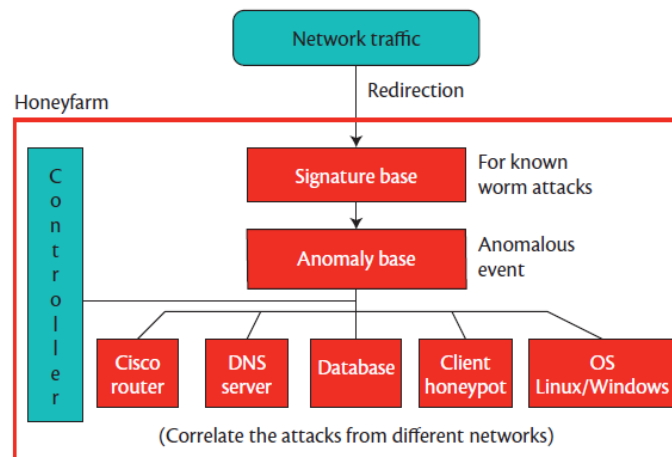 Network traffic
Redirection
Honeyfarm
Controller
Signature base
For known
worm attacks
Anomaly base
Anomalous
event
Cisco
router
DNS
server
Database
Client
honeypot
OS
Linux/Windows
(Correlate the attacks from different networks)